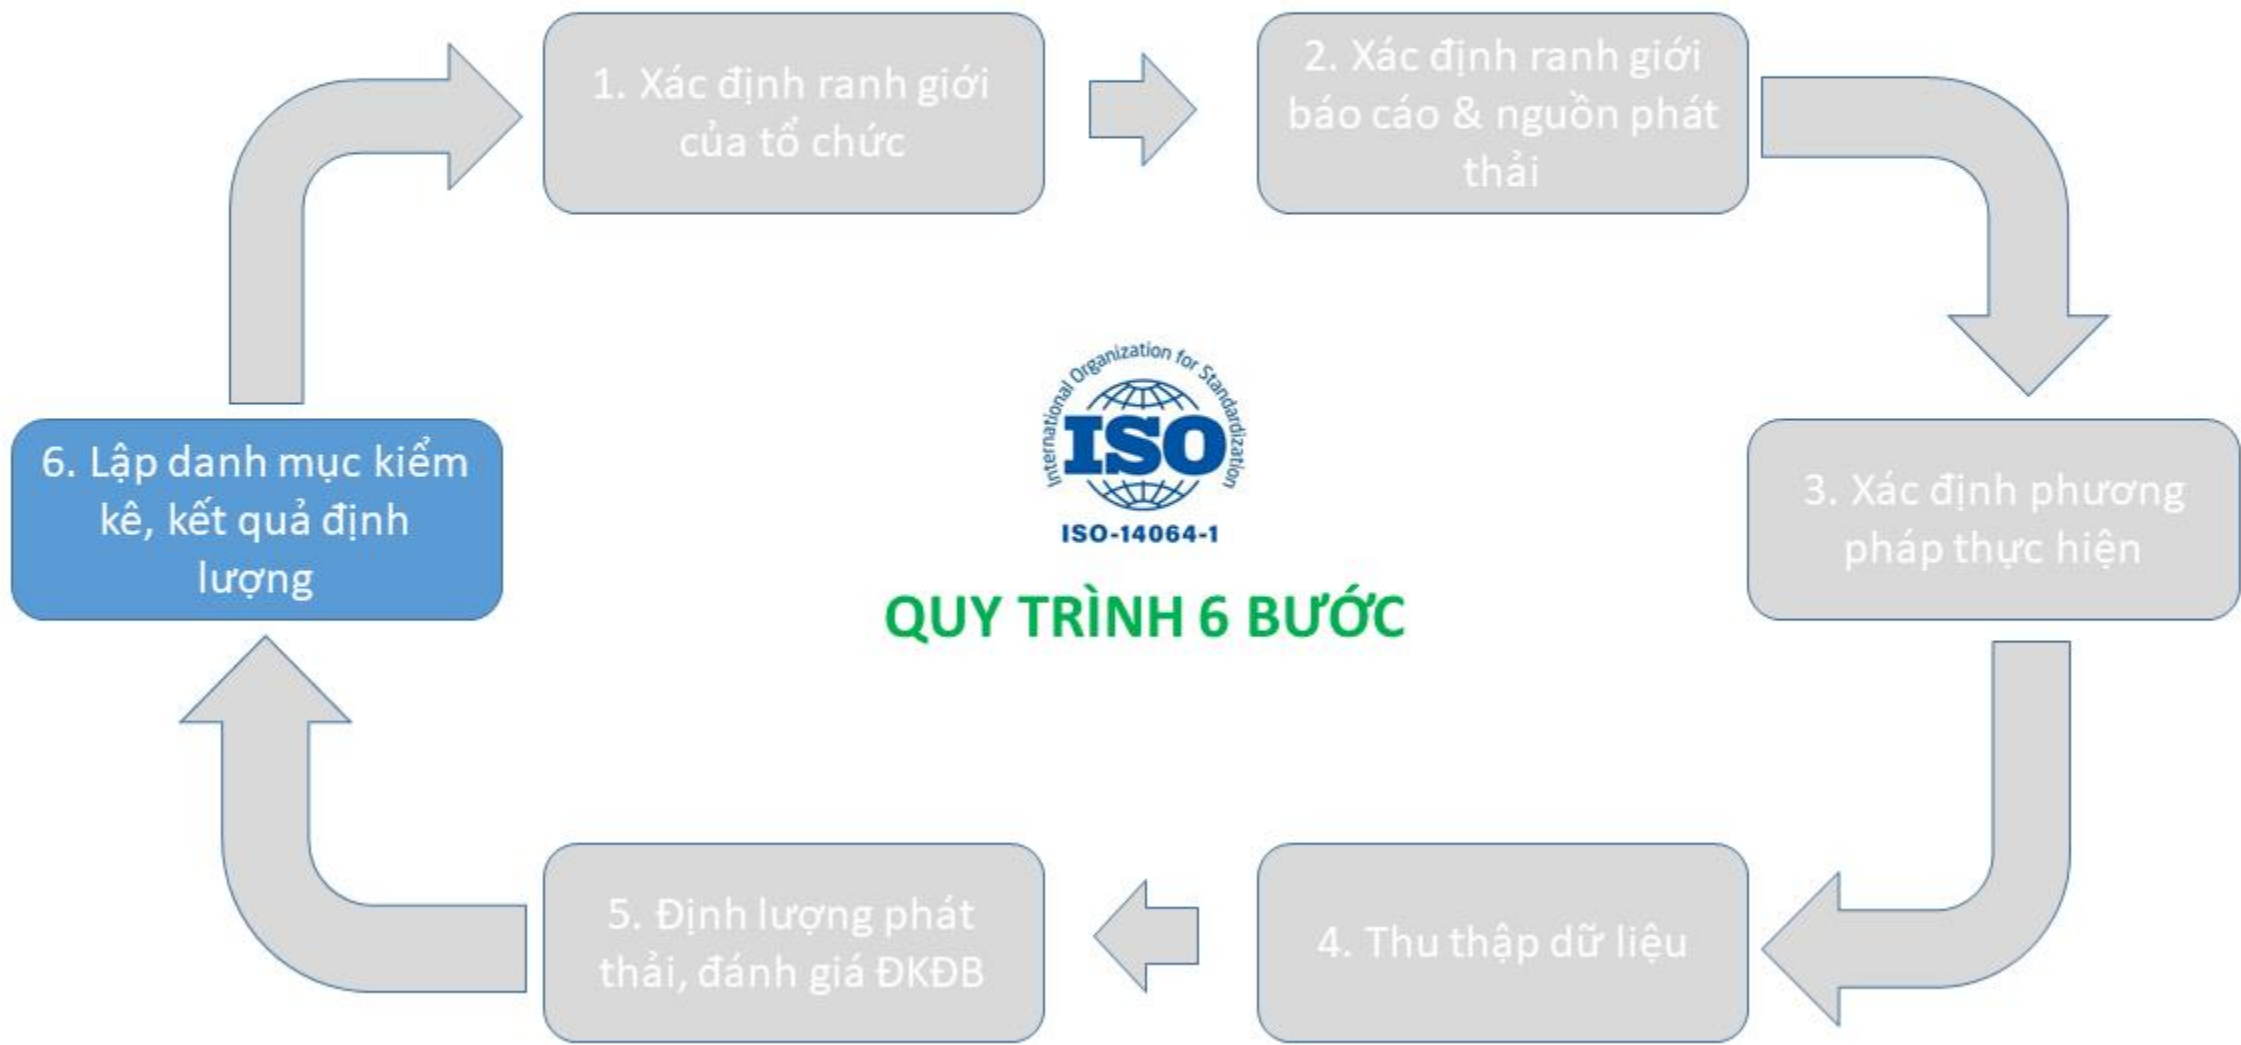 1. Xác định ranh giới
của tổ chức
2. Xác định ranh giới
báo cáo & nguồn phát
thải
International Organization for Standardization
ISO
ISO-14064-1
QUY TRÌNH 6 BƯỚC
3. Xác định phương
pháp thực hiện
4. Thu thập dữ liệu
5. Định lượng phát
thải, đánh giá ĐKĐB
6. Lập danh mục kiểm
kê, kết quả định
lượng